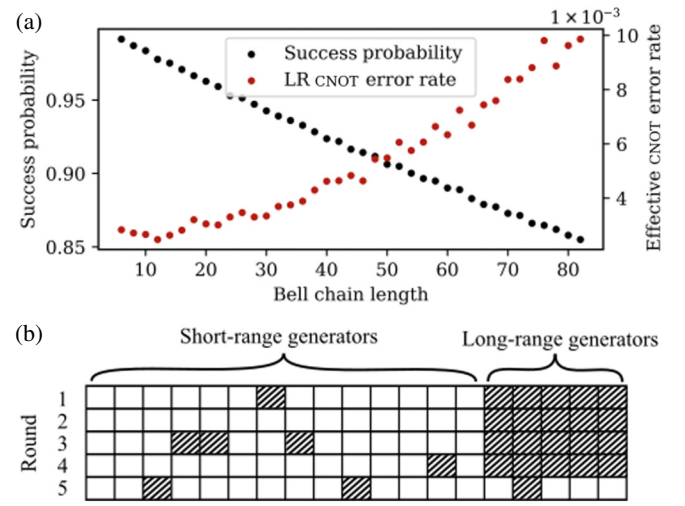 (a)
1 × 10⁻³
Success probability
LR CNOT error rate
Success probability
0.95
0.90
0.85
10
8
6
4
Effective CNOT error rate
10 20 30 40 50 60 70 80
Bell chain length
(b)
Short-range generators
Long-range generators
Round
1
2
3
4
5